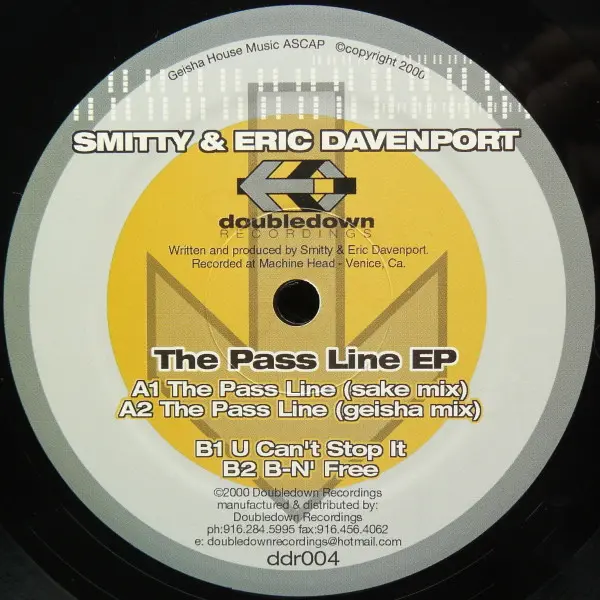 Geisha House Music ASCAP ©copyright 2000
SMITTY & ERIC DAVENPORT
doubledown
RECORDINGS
Written and produced by Smitty & Eric Davenport.
Recorded at Machine Head - Venice, Ca.
The Pass Line EP
A1 The Pass Line (sake mix)
A2 The Pass Line (geisha mix)
B1 U Can't Stop It
B2 B-N' Free
©2000 Doubledown Recordings
manufactured & distributed by:
Doubledown Recordings
ph:916.284.5995 fax:916.456.4062
e: doubledownrecordings@hotmail.com
ddr004